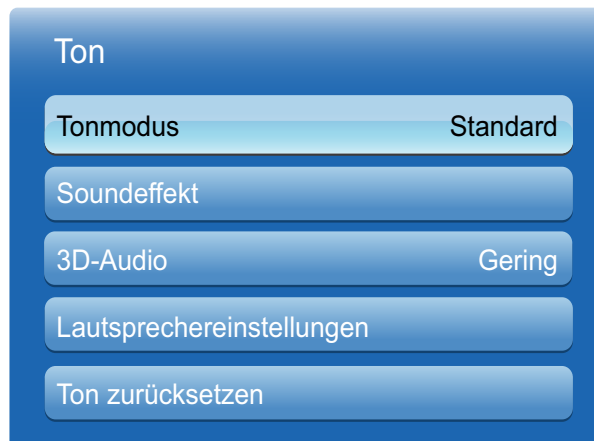 Ton
Tonmodus Standard
Soundeffekt
3D-Audio Gering
Lautsprechereinstellungen
Ton zurücksetzen